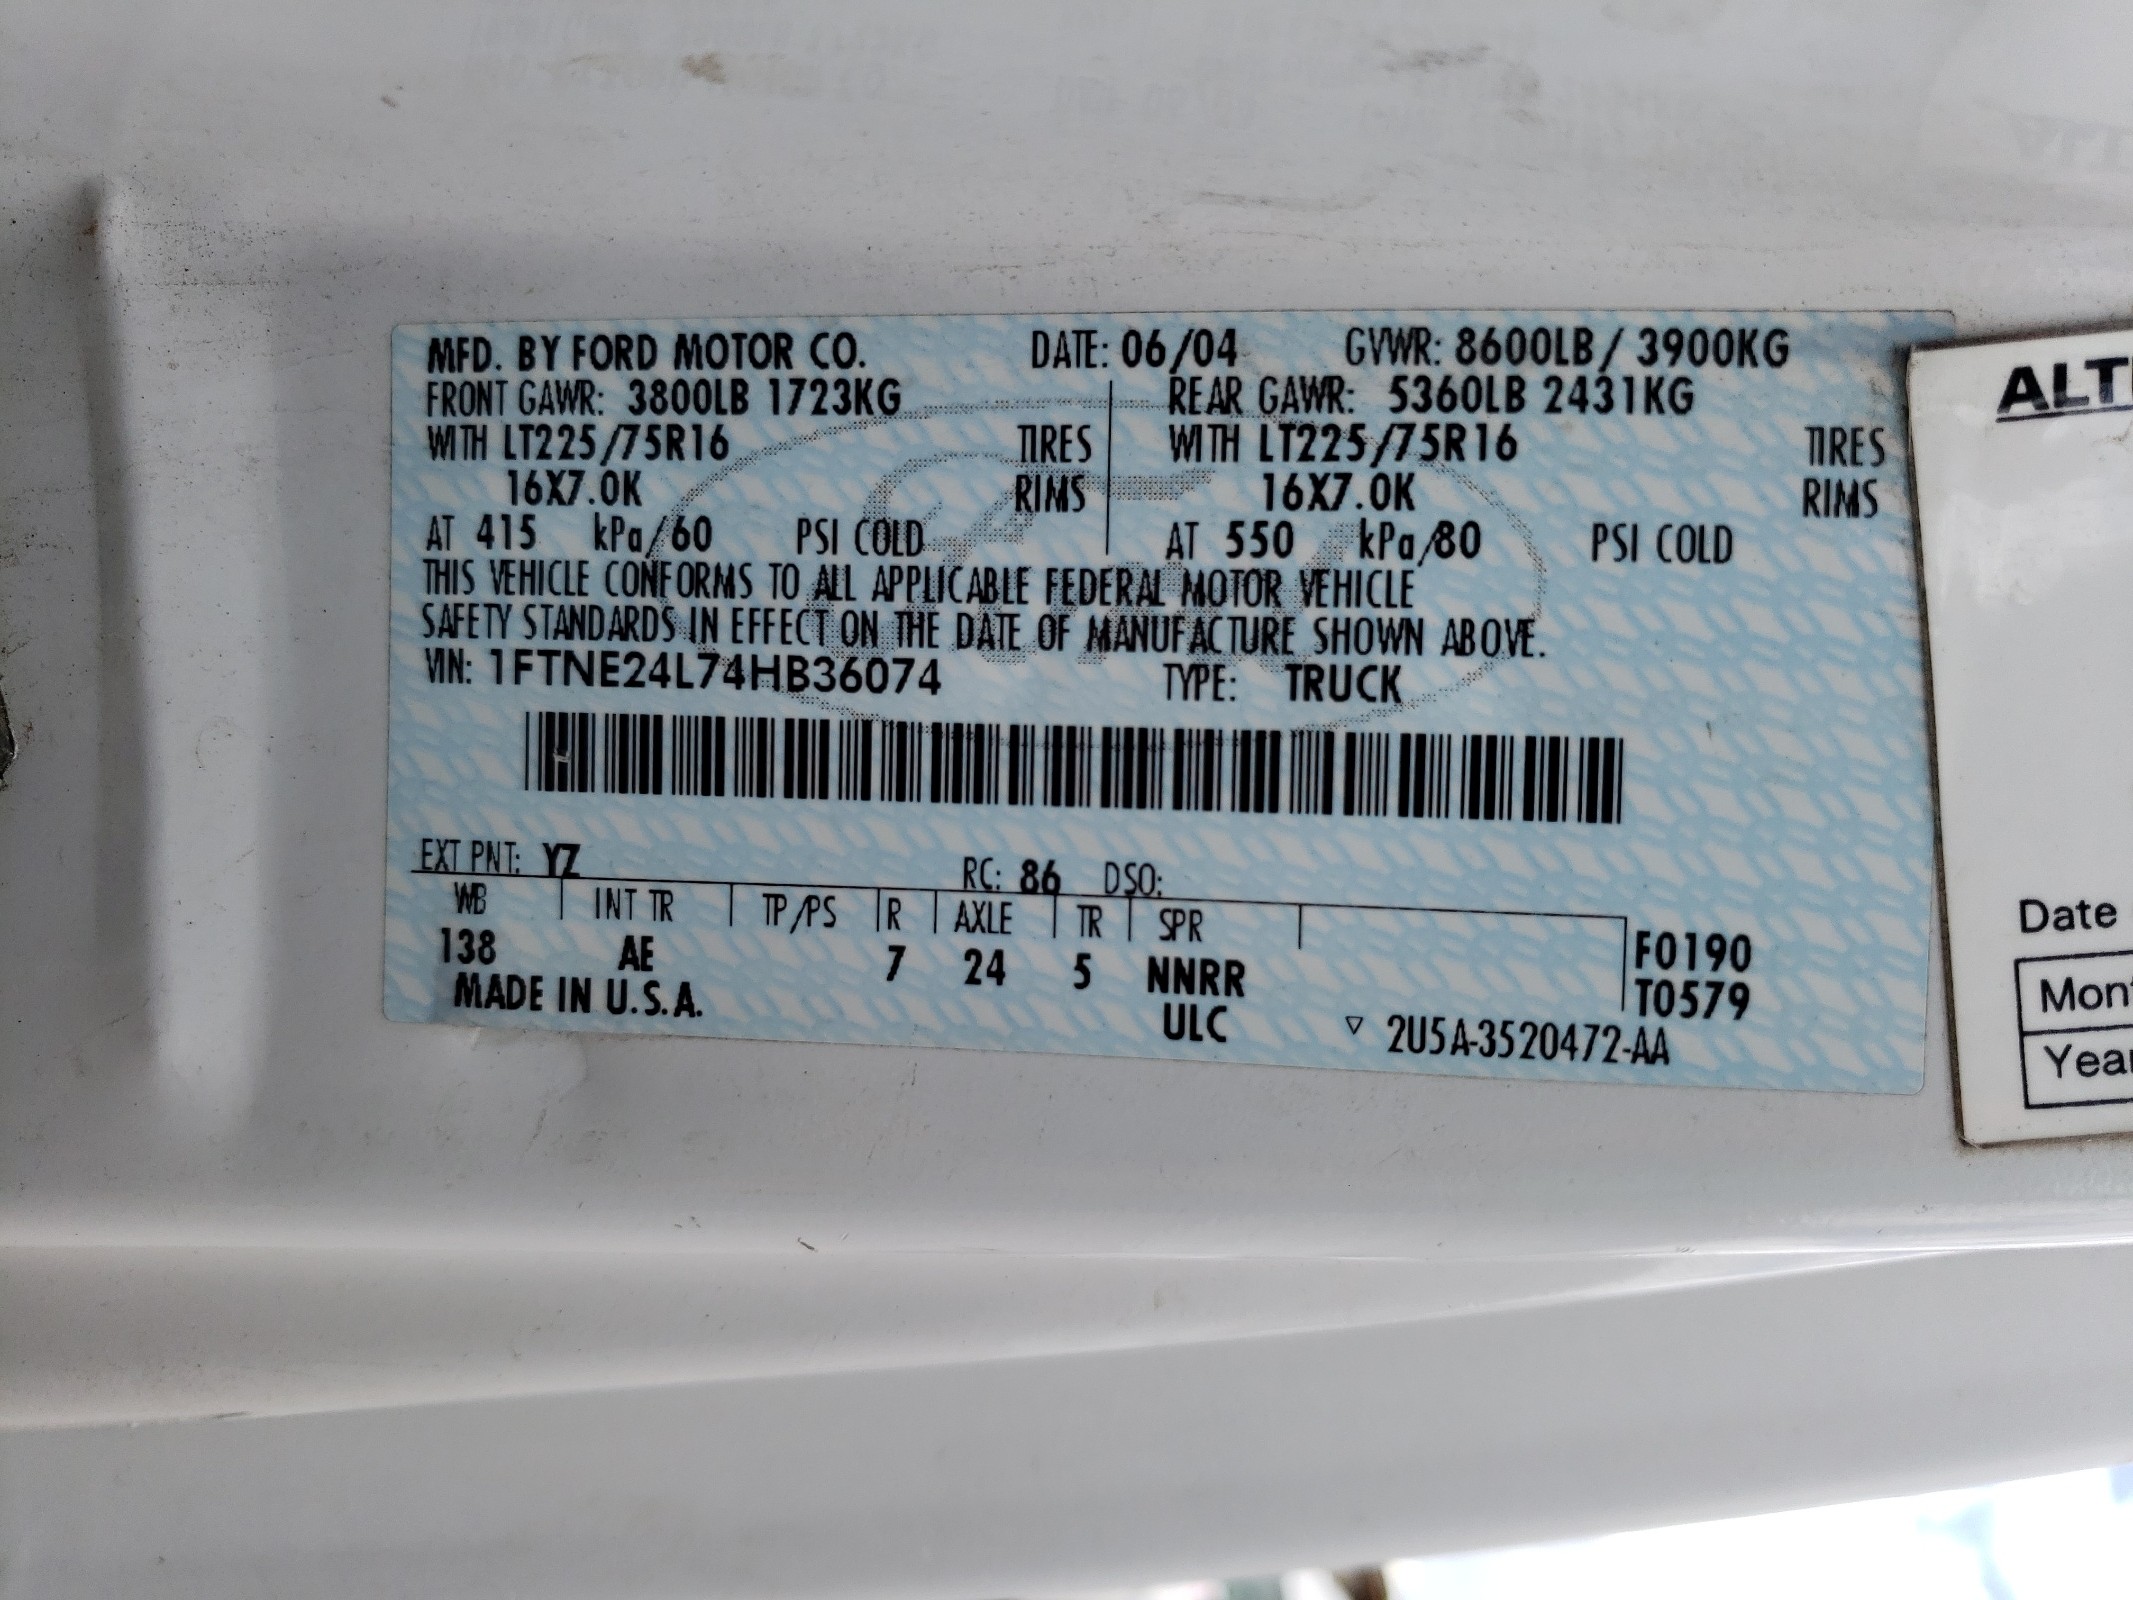 MFD. BY FORD MOTOR CO. DATE: 06/04 GVWR: 8600LB / 3900KG
FRONT GAWR: 3800LB 1723KG REAR GAWR: 5360LB 2431KG
WITH LT225/75R16 TIRES WITH LT225/75R16 TIRES
16X7.0K RIMS 16X7.0K RIMS
AT 415 kPa/60 PSI COLD AT 550 kPa/80 PSI COLD
THIS VEHICLE CONFORMS TO ALL APPLICABLE FEDERAL MOTOR VEHICLE
SAFETY STANDARDS IN EFFECT ON THE DATE OF MANUFACTURE SHOWN ABOVE.
VIN: 1FTNE24L74HB36074 TYPE: TRUCK
EXT PNT: YZ RC: 86 DSO:
WB INT TR TP/PS R AXLE TR SPR
138 AE 7 24 5 NNRR F0190
MADE IN U.S.A. ULC T0579
▽ 2U5A-3520472-AA
ALT
Date
Mon
Year